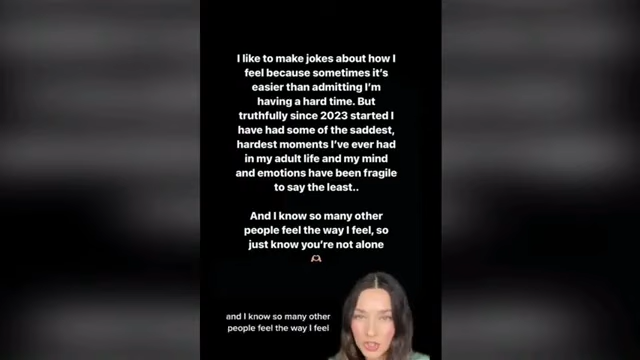 I like to make jokes about how I
feel because sometimes it's
easier than admitting I'm
having a hard time. But
truthfully since 2023 started I
have had some of the saddest,
hardest moments I've ever had
in my adult life and my mind
and emotions have been fragile
to say the least..
And I know so many other
people feel the way I feel, so
just know you're not alone
🫶🏼
and I know so many other
people feel the way I feel